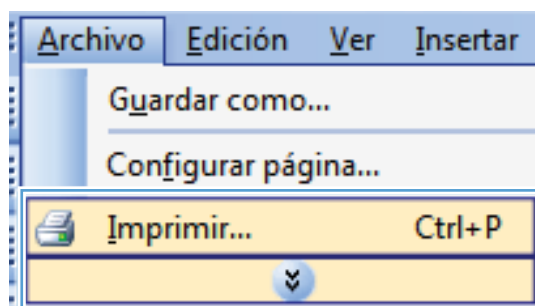 Archivo Edición Ver Insertar
Guardar como...
Configurar página...
Imprimir... Ctrl+P